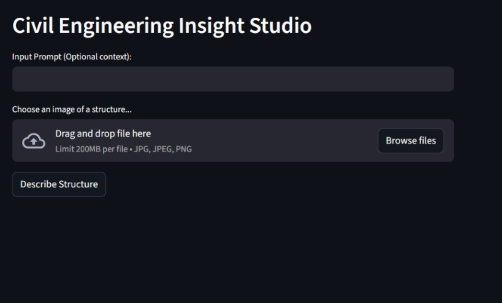 Civil Engineering Insight Studio
Input Prompt (Optional context):
Choose an image of a structure...
Drag and drop file here
Limit 200MB per file • JPG, JPEG, PNG
Browse files
Describe Structure